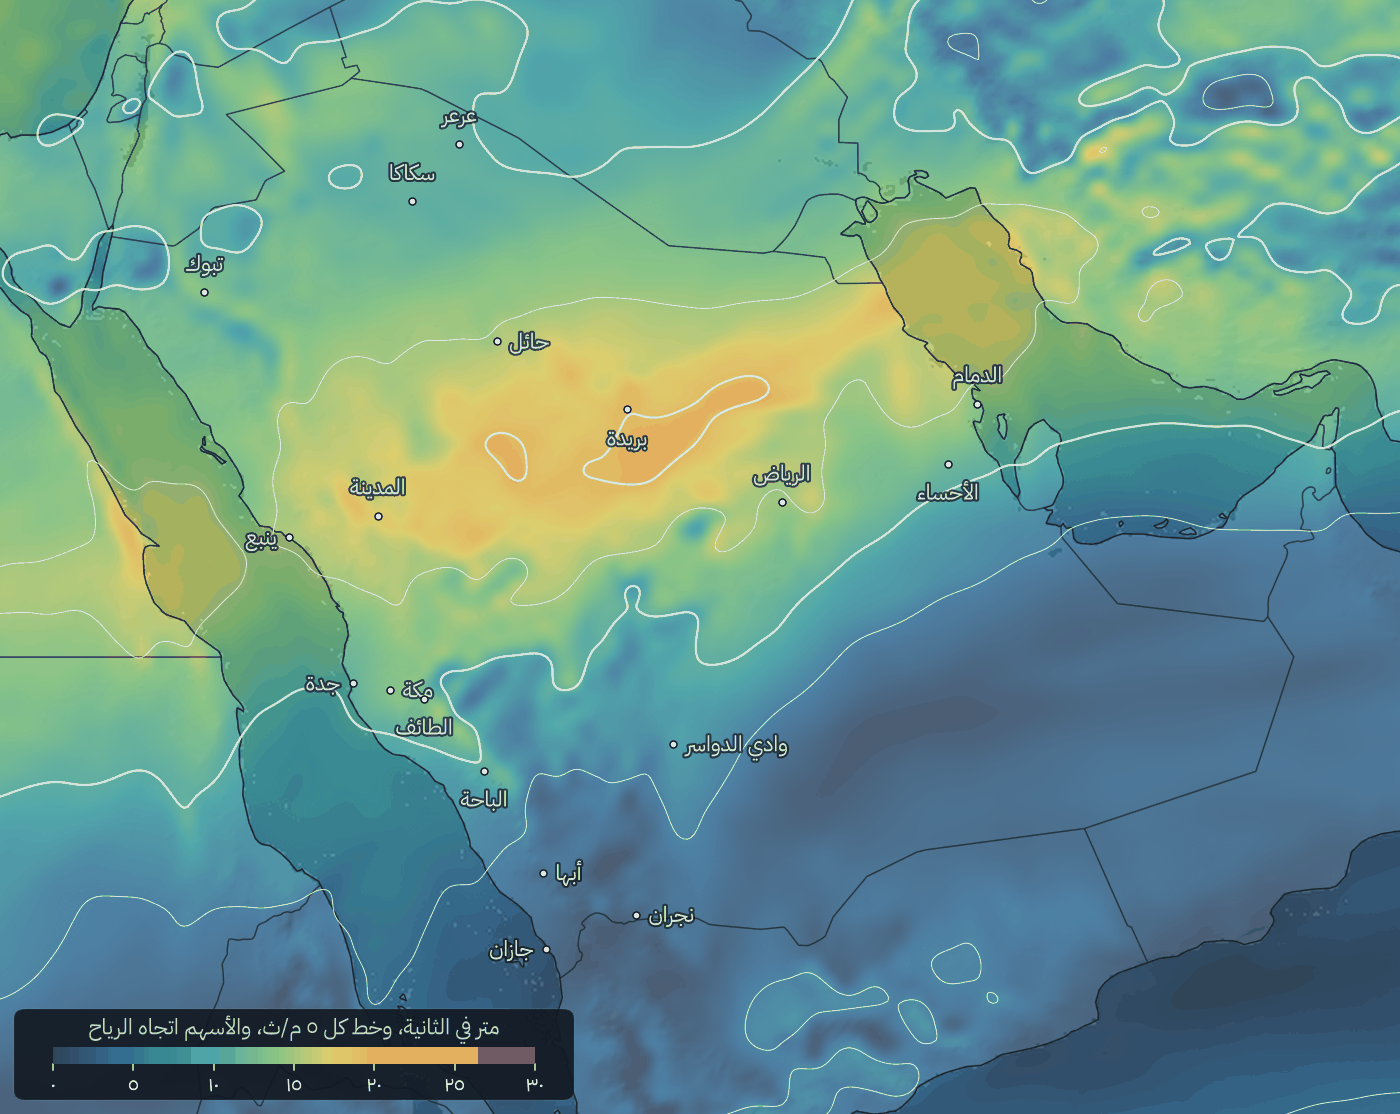 عرعر
سكاكا
تبوك
حائل
الدمام
بريدة
الرياض
المدينة
الأحساء
ينبع
جدة
مكة
الطائف
وادي الدواسر
الباحة
أبها
نجران
جازان
متر في الثانية، وخط كل ٥ م/ث، والأسهم اتجاه الرياح
٠ ٥ ١٠ ١٥ ٢٠ ٢٥ ٣٠